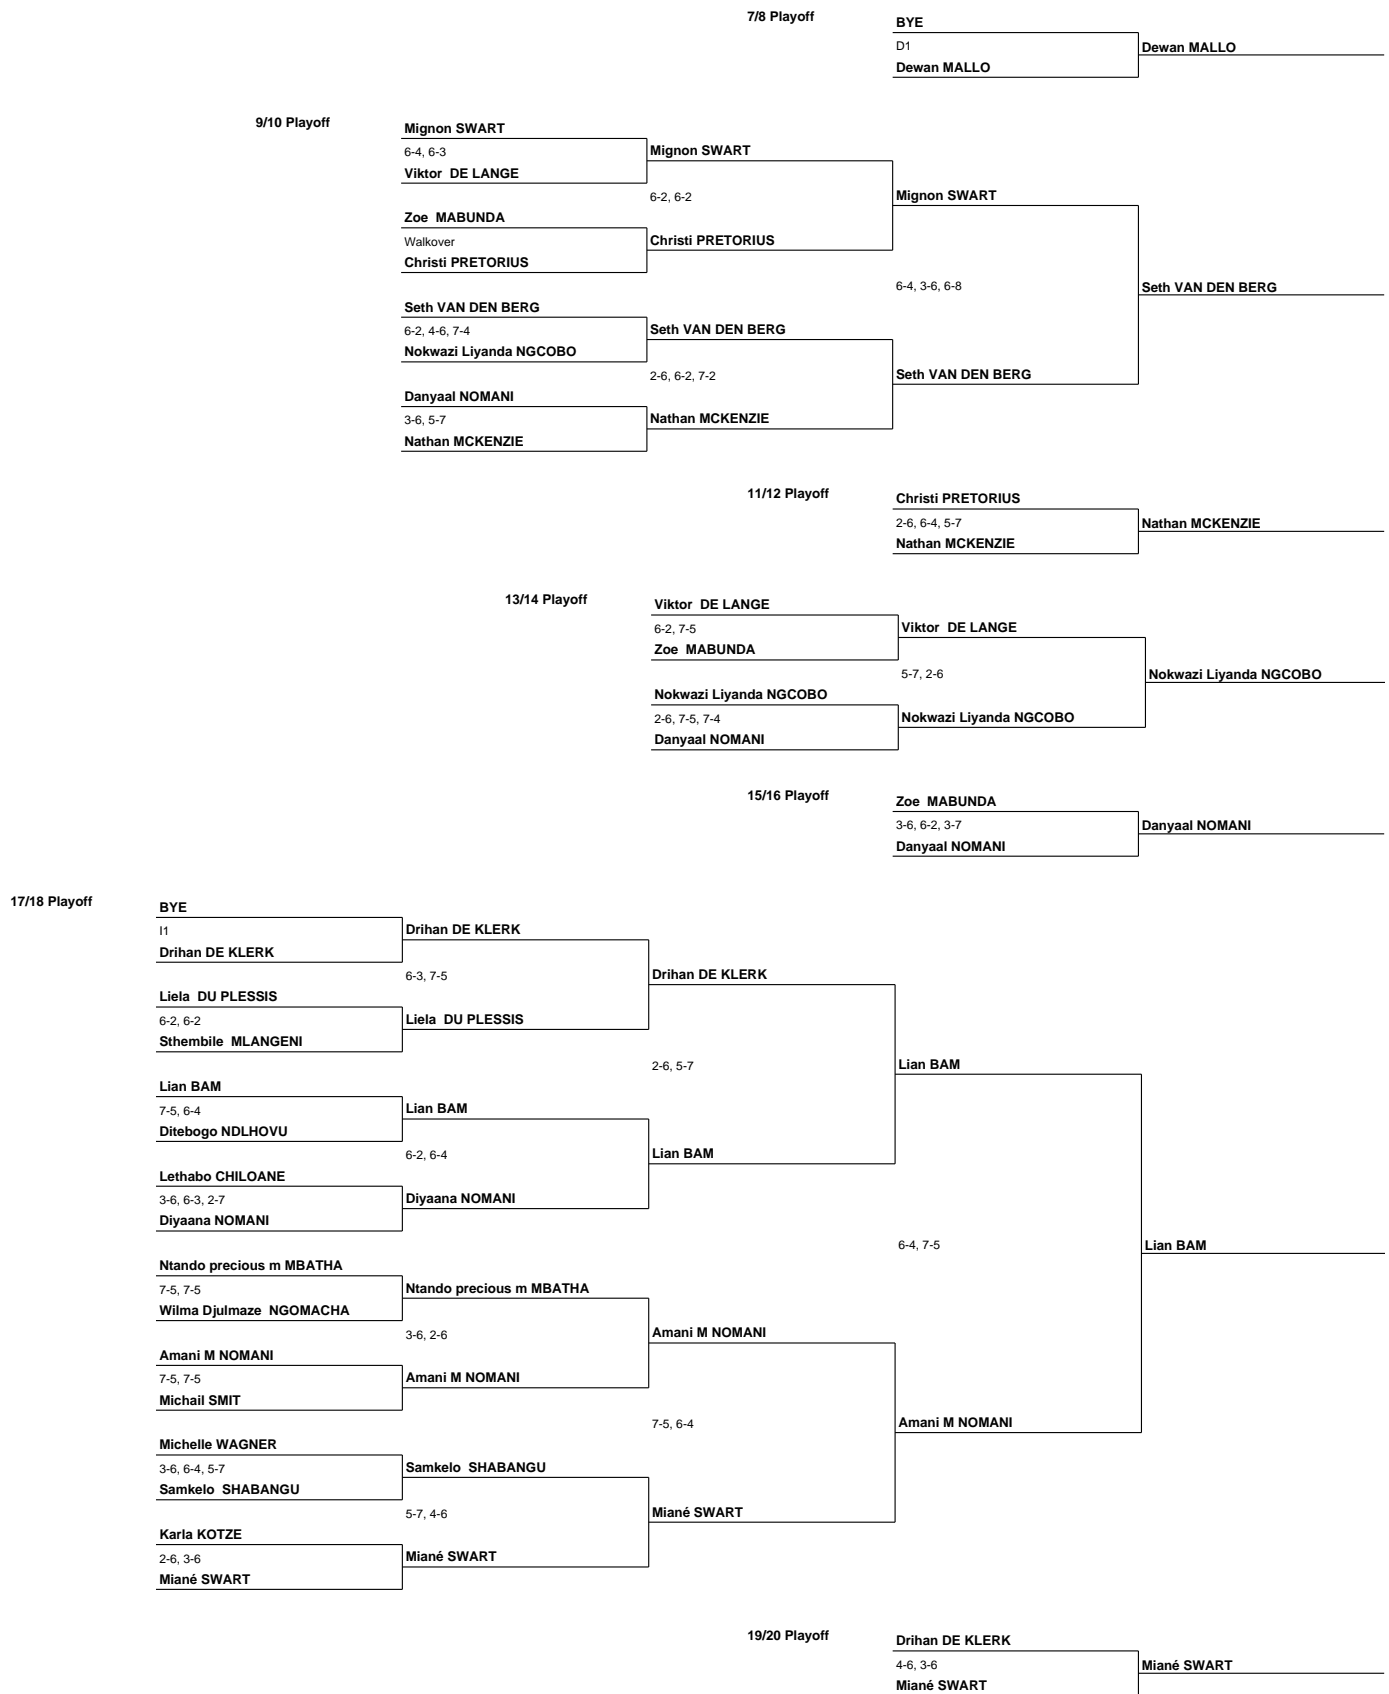 7/8 Playoff
BYE
D1
Dewan MALLO
Dewan MALLO
9/10 Playoff
Mignon SWART
6-4, 6-3
Mignon SWART
Viktor DE LANGE
6-2, 6-2
Mignon SWART
Zoe MABUNDA
Walkover
Christi PRETORIUS
Christi PRETORIUS
6-4, 3-6, 6-8
Seth VAN DEN BERG
Seth VAN DEN BERG
6-2, 4-6, 7-4
Seth VAN DEN BERG
Nokwazi Liyanda NGCOBO
2-6, 6-2, 7-2
Seth VAN DEN BERG
Danyaal NOMANI
3-6, 5-7
Nathan MCKENZIE
Nathan MCKENZIE
11/12 Playoff
Christi PRETORIUS
2-6, 6-4, 5-7
Nathan MCKENZIE
Nathan MCKENZIE
13/14 Playoff
Viktor DE LANGE
6-2, 7-5
Viktor DE LANGE
Zoe MABUNDA
5-7, 2-6
Nokwazi Liyanda NGCOBO
Nokwazi Liyanda NGCOBO
2-6, 7-5, 7-4
Nokwazi Liyanda NGCOBO
Danyaal NOMANI
15/16 Playoff
Zoe MABUNDA
3-6, 6-2, 3-7
Danyaal NOMANI
Danyaal NOMANI
17/18 Playoff
BYE
I1
Drihan DE KLERK
Drihan DE KLERK
6-3, 7-5
Drihan DE KLERK
Liela DU PLESSIS
6-2, 6-2
Liela DU PLESSIS
Sthembile MLANGENI
2-6, 5-7
Lian BAM
Lian BAM
7-5, 6-4
Lian BAM
Ditebogo NDLHOVU
6-2, 6-4
Lian BAM
Lethabo CHILOANE
3-6, 6-3, 2-7
Diyaana NOMANI
Diyaana NOMANI
6-4, 7-5
Lian BAM
Ntando precious m MBATHA
7-5, 7-5
Ntando precious m MBATHA
Wilma Djulmaze NGOMACHA
3-6, 2-6
Amani M NOMANI
Amani M NOMANI
7-5, 7-5
Amani M NOMANI
Michail SMIT
7-5, 6-4
Amani M NOMANI
Michelle WAGNER
3-6, 6-4, 5-7
Samkelo SHABANGU
Samkelo SHABANGU
5-7, 4-6
Miané SWART
Karla KOTZE
2-6, 3-6
Miané SWART
Miané SWART
19/20 Playoff
Drihan DE KLERK
4-6, 3-6
Miané SWART
Miané SWART